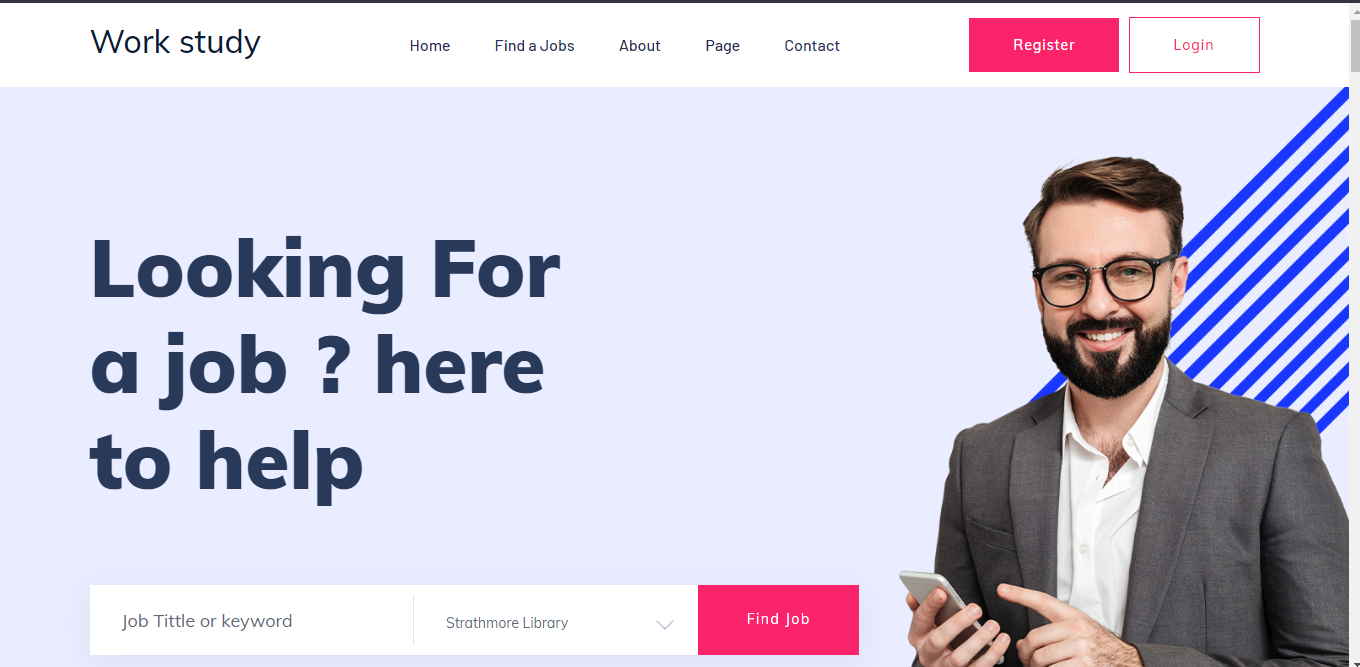 Work study
Home Find a Jobs About Page Contact
Register Login
Looking For
a job ? here
to help
Job Tittle or keyword Strathmore Library Find Job